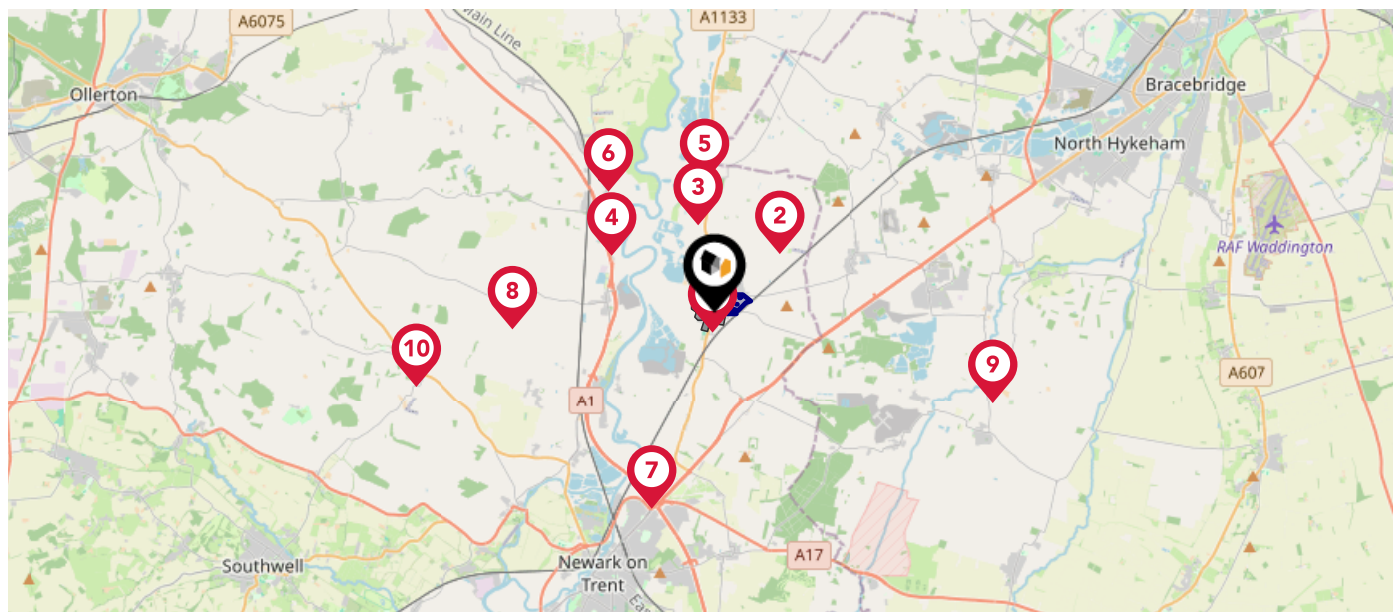 A6075
Main Line
A1133
Ollerton
Bracebridge
North Hykeham
6
5
3
4
2
RAF Waddington
8
10
9
A607
A1
7
A17
Southwell
Newark on
Trent